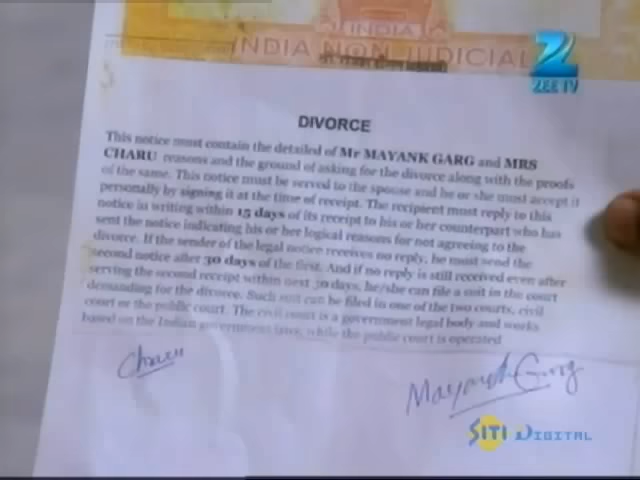 INDIA
INDIA NON JUDICIAL
ZEE TV
DIVORCE
This notice must contain the detailed of Mr MAYANK GARG and MRS
CHARU reasons and the ground of asking for the divorce along with the proofs
of the same. This notice must be served to the spouse and he or she must accept it
personally by signing it at the time of receipt. The recipient must reply to this
notice in writing within 15 days of its receipt to his or her counterpart who has
sent the notice indicating his or her logical reasons for not agreeing to the
divorce. If the sender of the legal notice receives no reply, he must send the
second notice after 30 days of the first. And if no reply is still received even after
serving the second receipt within next 30 days, he/she can file a suit in the court
demanding for the divorce. Such suit can be filed in one of the two courts, civil
court or the public court. The civil court is a government legal body and works
based on the Indian government laws, while the public court is operated
Charu
Mayank Garg
SITI DIGITAL